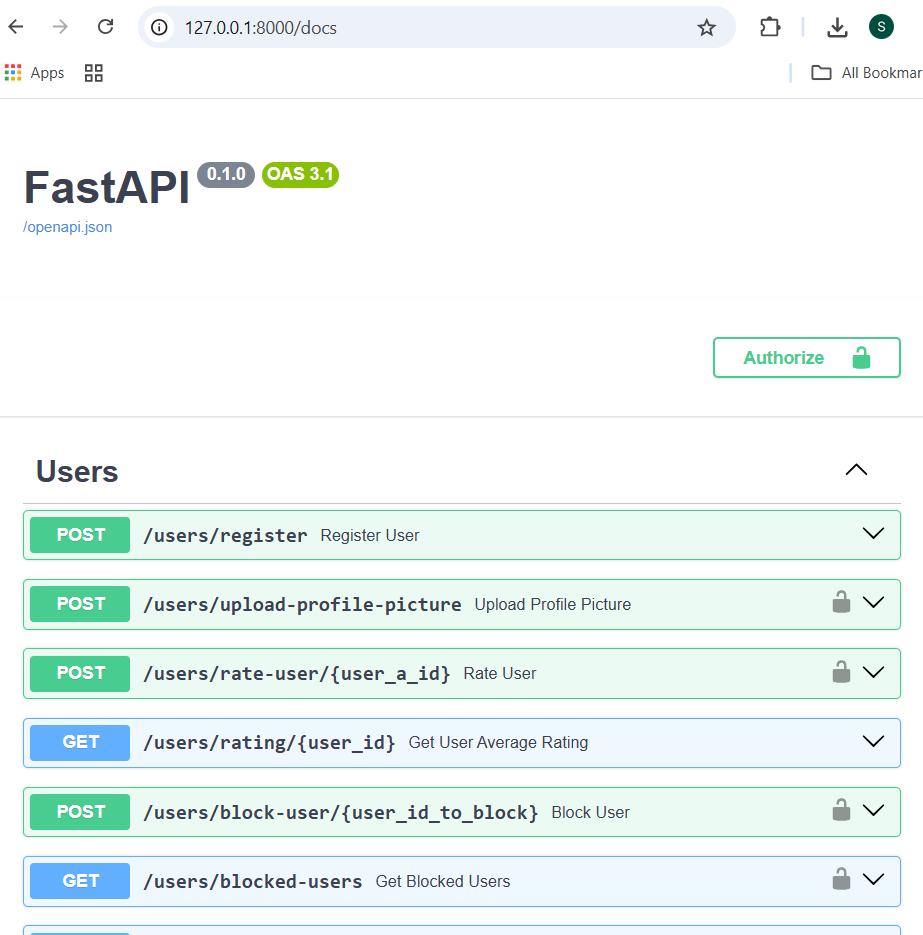 127.0.0.1:8000/docs
S
Apps
All Bookmar
FastAPI 0.1.0 OAS 3.1
/openapi.json
Authorize
Users
POST /users/register Register User
POST /users/upload-profile-picture Upload Profile Picture
POST /users/rate-user/{user_a_id} Rate User
GET /users/rating/{user_id} Get User Average Rating
POST /users/block-user/{user_id_to_block} Block User
GET /users/blocked-users Get Blocked Users